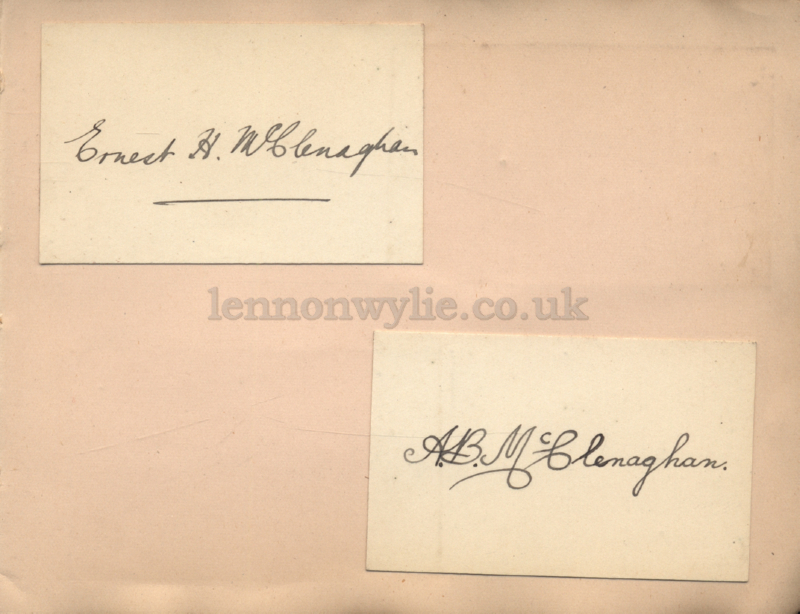 Ernest H. McClenaghan
lennonwylie.co.uk
A.B. McClenaghan.